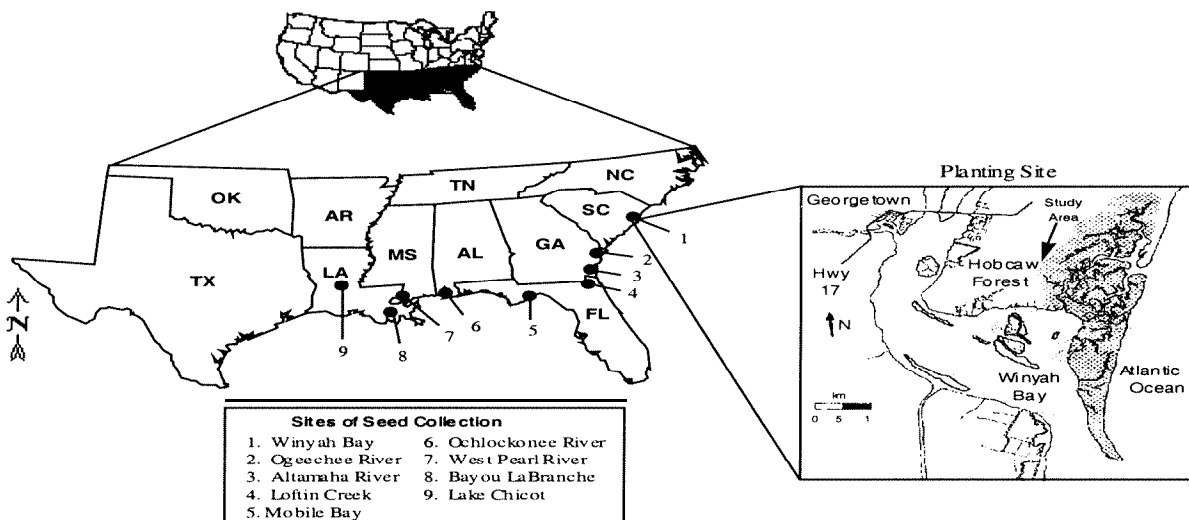 OK
TN
NC
AR
SC
MS
AL
GA
TX
LA
FL
N
1
2
3
4
5
6
7
8
9
Sites of Seed Collection
1. Winyah Bay
2. Ogeechee River
3. Altamaha River
4. Loftin Creek
5. Mobile Bay
6. Ochlockonee River
7. West Pearl River
8. Bayou LaBranche
9. Lake Chicot
Planting Site
Georgetown
Study
Area
Hobcaw
Forest
Hwy
17
N
Winyah
Bay
Atlantic
Ocean
km
0 5 1